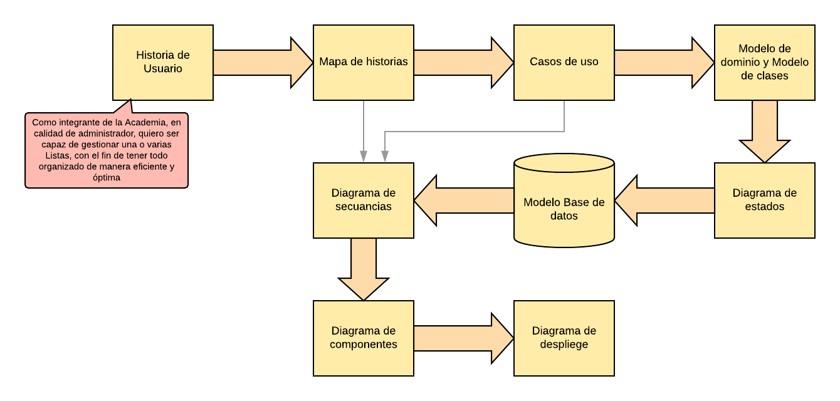 Historia de
Usuario
Mapa de historias
Casos de uso
Modelo de
dominio y Modelo
de clases
Como integrante de la Academia, en
calidad de administrador, quiero ser
capaz de gestionar una o varias
Listas, con el fin de tener todo
organizado de manera eficiente y
óptima
Diagrama de
secuancias
Modelo Base de
datos
Diagrama de
estados
Diagrama de
componentes
Diagrama de
despliege